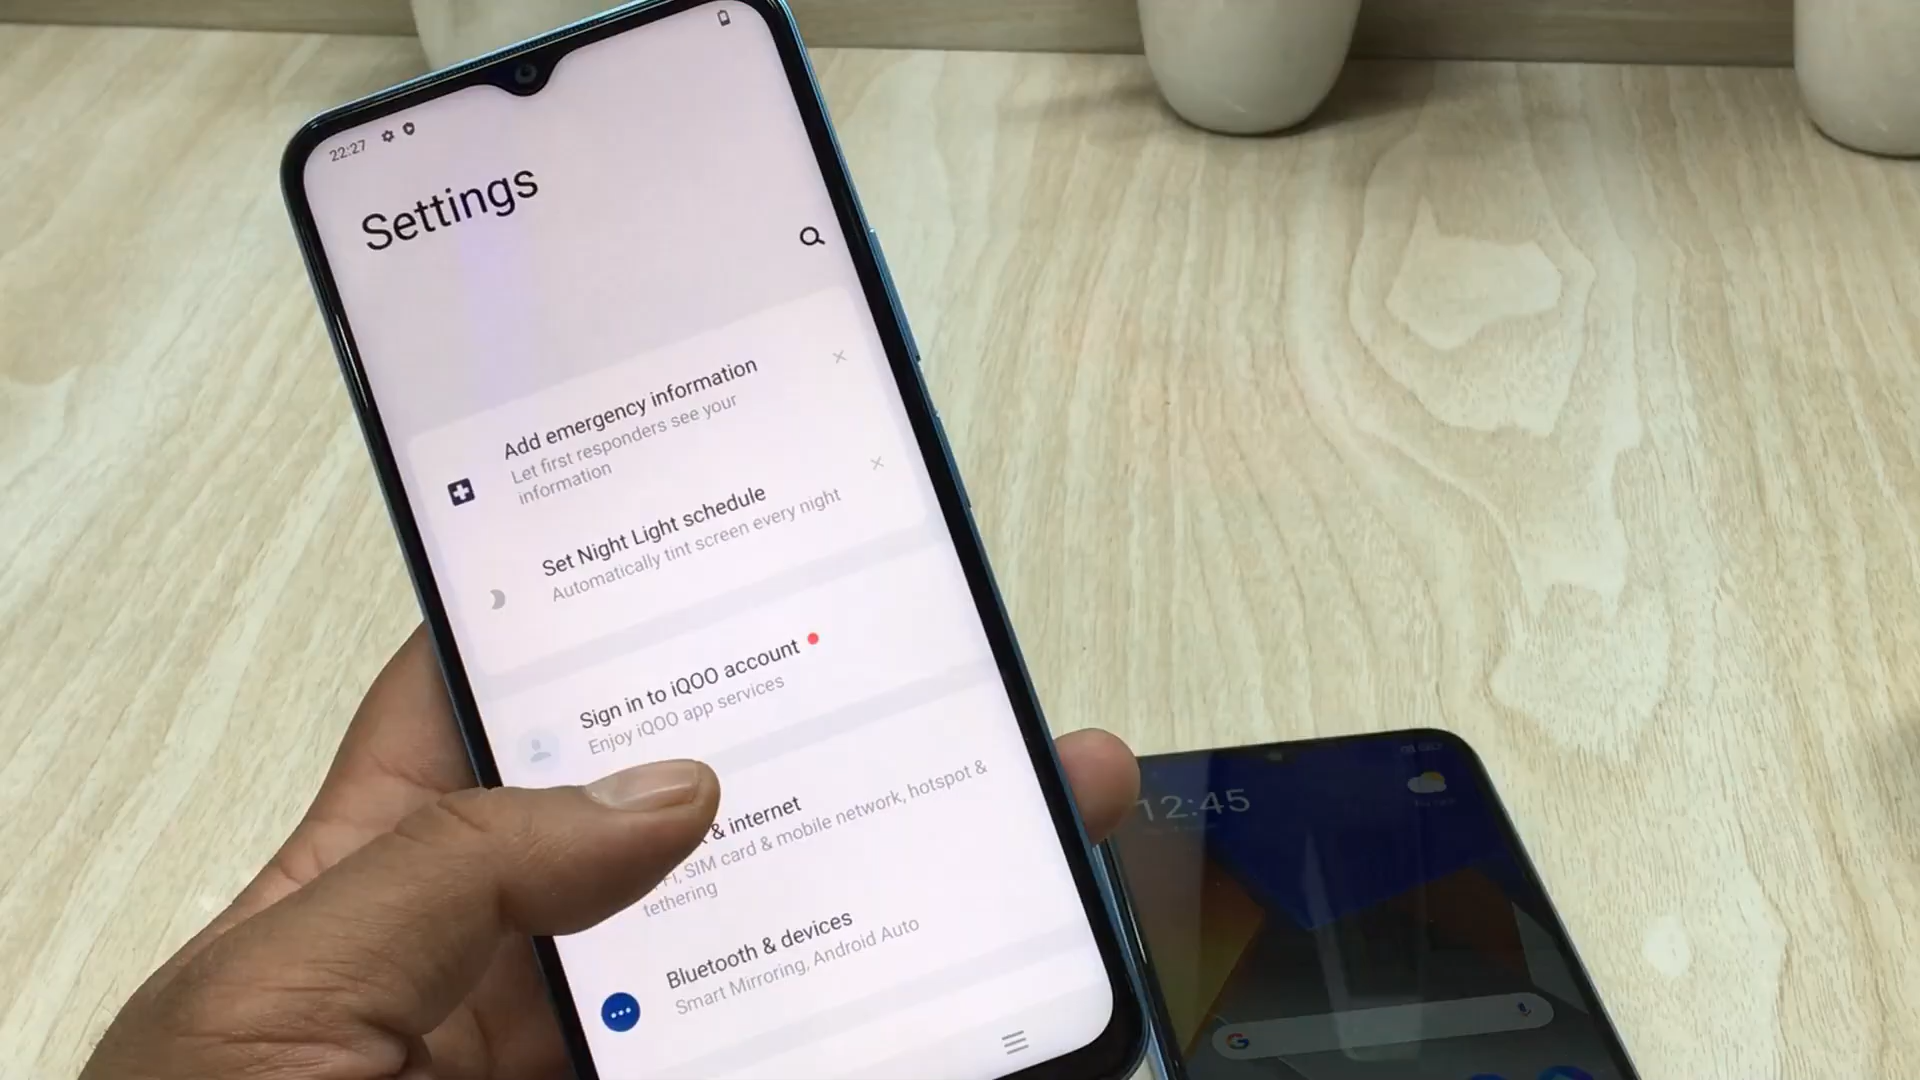 22:27
Settings
Add emergency information
Let first responders see your
information
Set Night Light schedule
Automatically tint screen every night
Sign in to iQOO account
Enjoy iQOO app services
& internet
SIM card & mobile network, hotspot &
tethering
Bluetooth & devices
Smart Mirroring, Android Auto
12:45
G